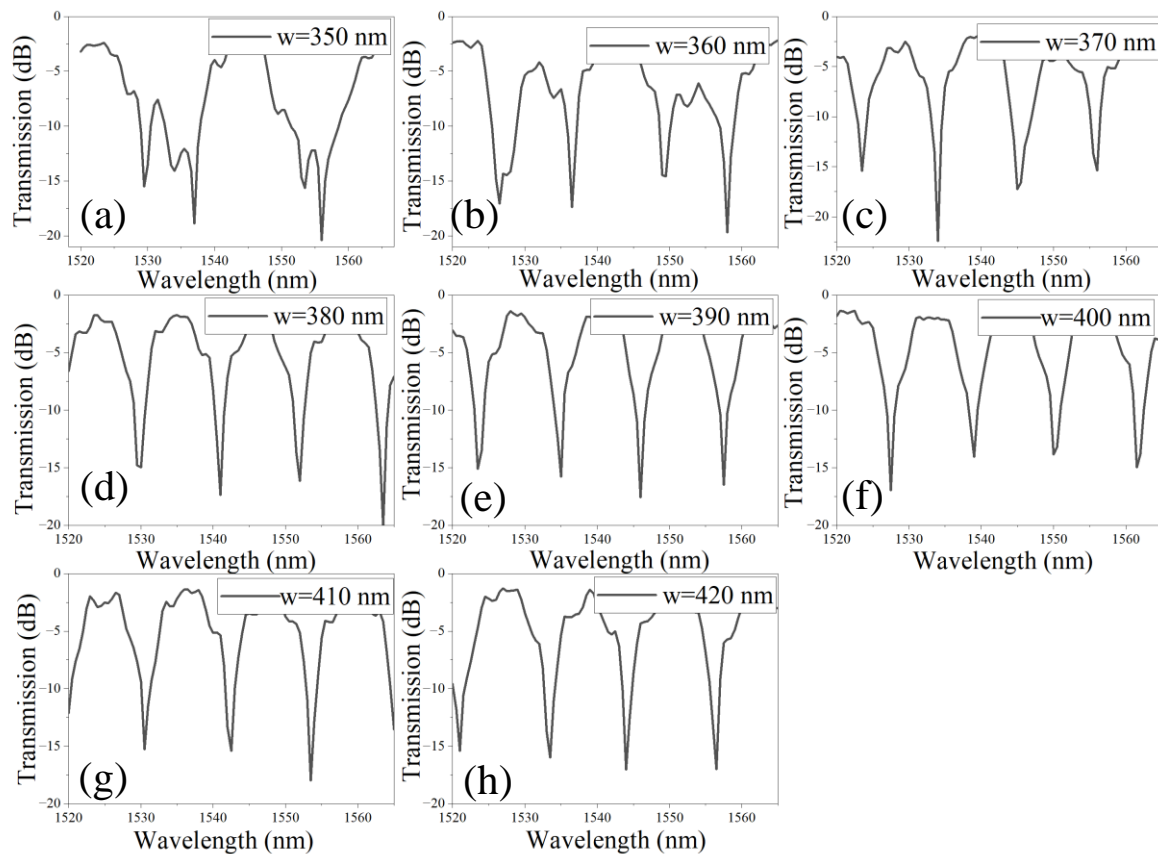 Transmission (dB)
0
−5
−10
−15
−20
w=350 nm
(a)
1520
1530
1540
1550
1560
Wavelength (nm)
Transmission (dB)
0
−5
−10
−15
−20
w=360 nm
(b)
1520
1530
1540
1550
1560
Wavelength (nm)
Transmission (dB)
0
−5
−10
−15
−20
w=370 nm
(c)
1520
1530
1540
1550
1560
Wavelength (nm)
Transmission (dB)
0
−5
−10
−15
−20
w=380 nm
(d)
1520
1530
1540
1550
1560
Wavelength (nm)
Transmission (dB)
0
−5
−10
−15
−20
w=390 nm
(e)
1520
1530
1540
1550
1560
Wavelength (nm)
Transmission (dB)
0
−5
−10
−15
−20
w=400 nm
(f)
1520
1530
1540
1550
1560
Wavelength (nm)
Transmission (dB)
0
−5
−10
−15
−20
w=410 nm
(g)
1520
1530
1540
1550
1560
Wavelength (nm)
Transmission (dB)
0
−5
−10
−15
−20
w=420 nm
(h)
1520
1530
1540
1550
1560
Wavelength (nm)